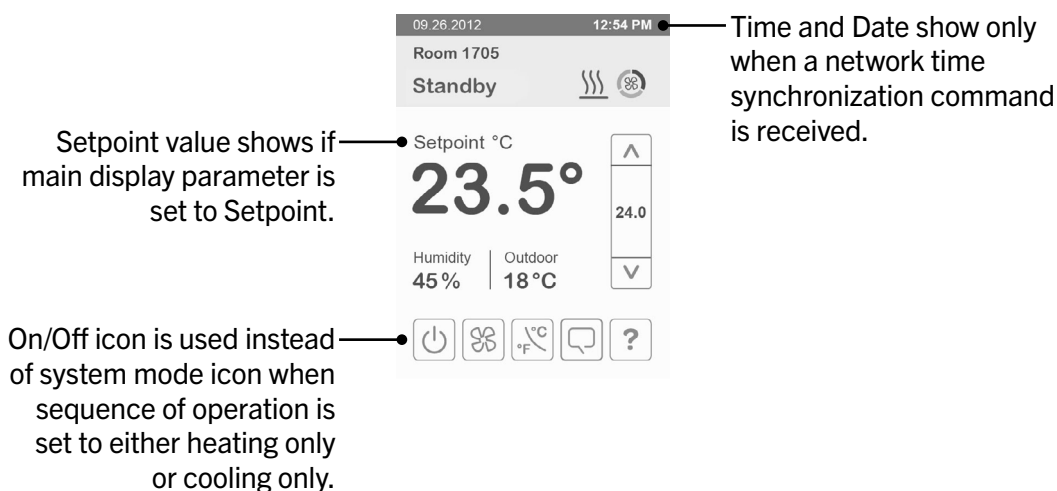 09.26.2012 12:54 PM
Room 1705
Standby
Setpoint °C
23.5°
24.0
Humidity Outdoor
45% 18°C
°C
°F
?
Time and Date show only
when a network time
synchronization command
is received.
Setpoint value shows if
main display parameter is
set to Setpoint.
On/Off icon is used instead
of system mode icon when
sequence of operation is
set to either heating only
or cooling only.